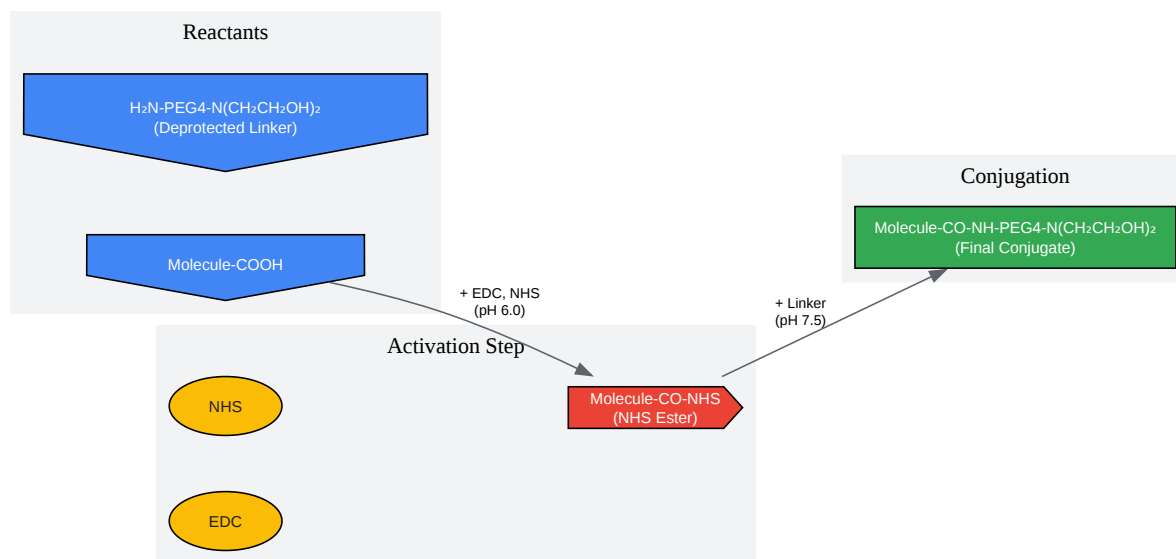 Reactants
H₂N-PEG4-N(CH₂CH₂OH)₂
(Deprotected Linker)
Molecule-COOH
+ EDC, NHS
(pH 6.0)
Activation Step
NHS
EDC
Molecule-CO-NHS
(NHS Ester)
+ Linker
(pH 7.5)
Conjugation
Molecule-CO-NH-PEG4-N(CH₂CH₂OH)₂
(Final Conjugate)